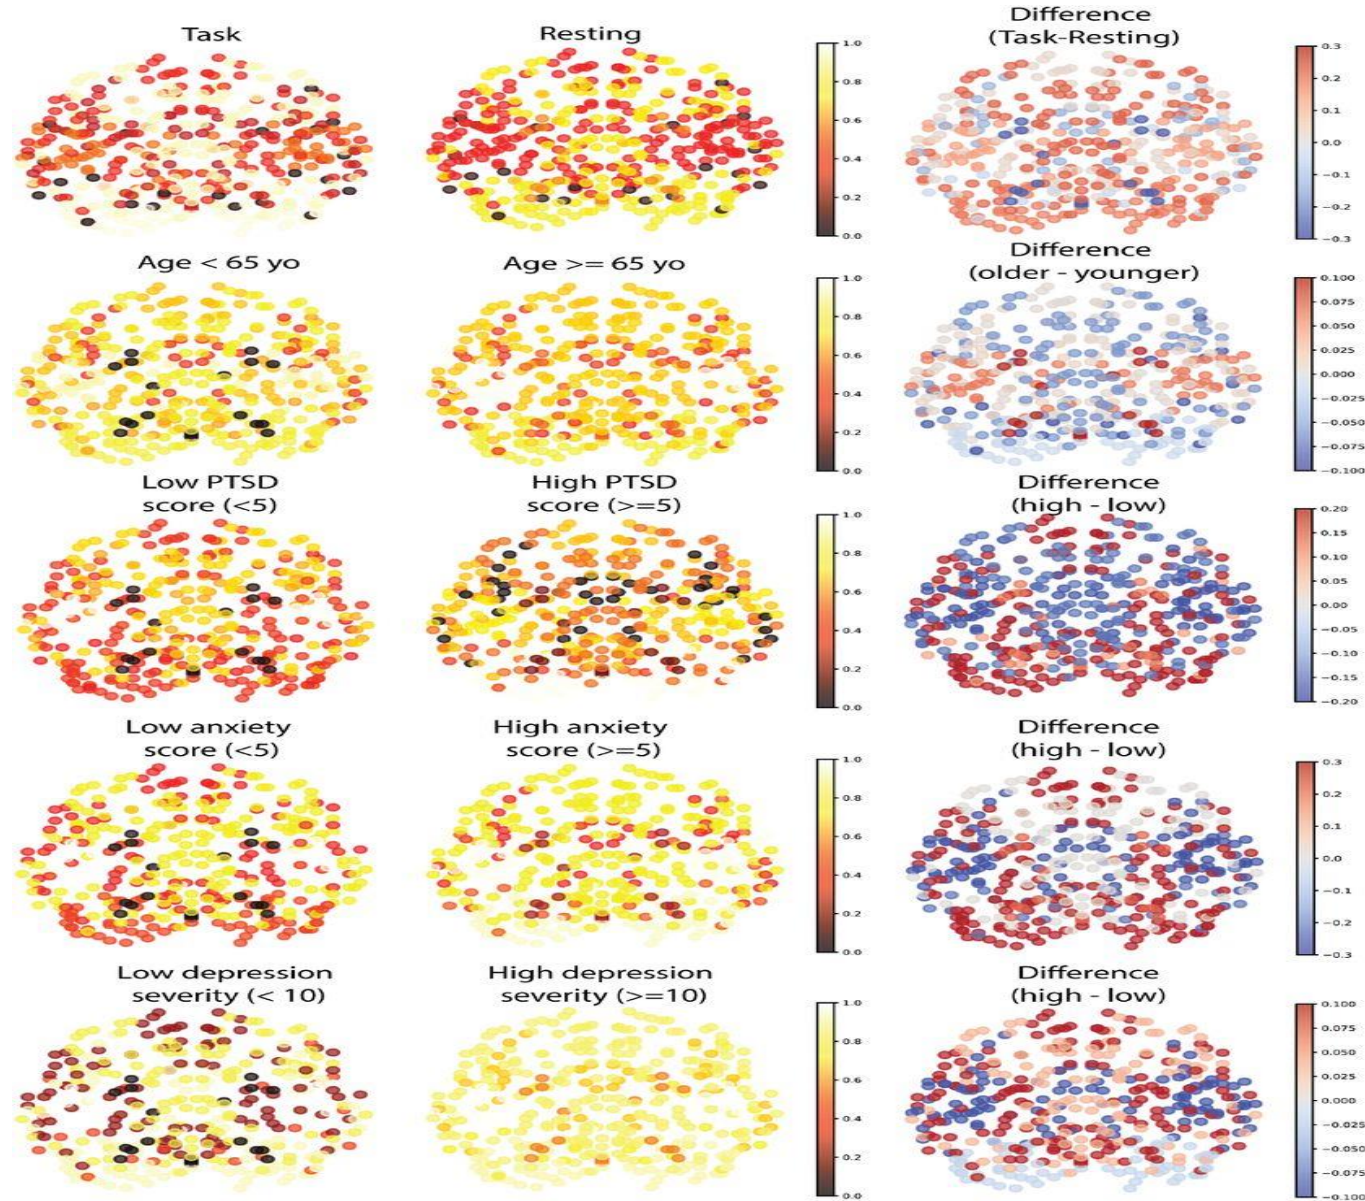 Task
Resting
Difference
(Task-Resting)
1.0
0.8
0.6
0.4
0.2
0.0
0.3
0.2
0.1
0.0
−0.1
−0.2
−0.3
Age < 65 yo
Age >= 65 yo
Difference
(older - younger)
1.0
0.8
0.6
0.4
0.2
0.0
0.100
0.075
0.050
0.025
0.000
−0.025
−0.050
−0.075
−0.100
Low PTSD
score (<5)
High PTSD
score (>=5)
Difference
(high - low)
1.0
0.8
0.6
0.4
0.2
0.0
0.20
0.15
0.10
0.05
0.00
−0.05
−0.10
−0.15
−0.20
Low anxiety
score (<5)
High anxiety
score (>=5)
Difference
(high - low)
1.0
0.8
0.6
0.4
0.2
0.0
0.3
0.2
0.1
0.0
−0.1
−0.2
−0.3
Low depression
severity (< 10)
High depression
severity (>=10)
Difference
(high - low)
1.0
0.8
0.6
0.4
0.2
0.0
0.100
0.075
0.050
0.025
0.000
−0.025
−0.050
−0.075
−0.100